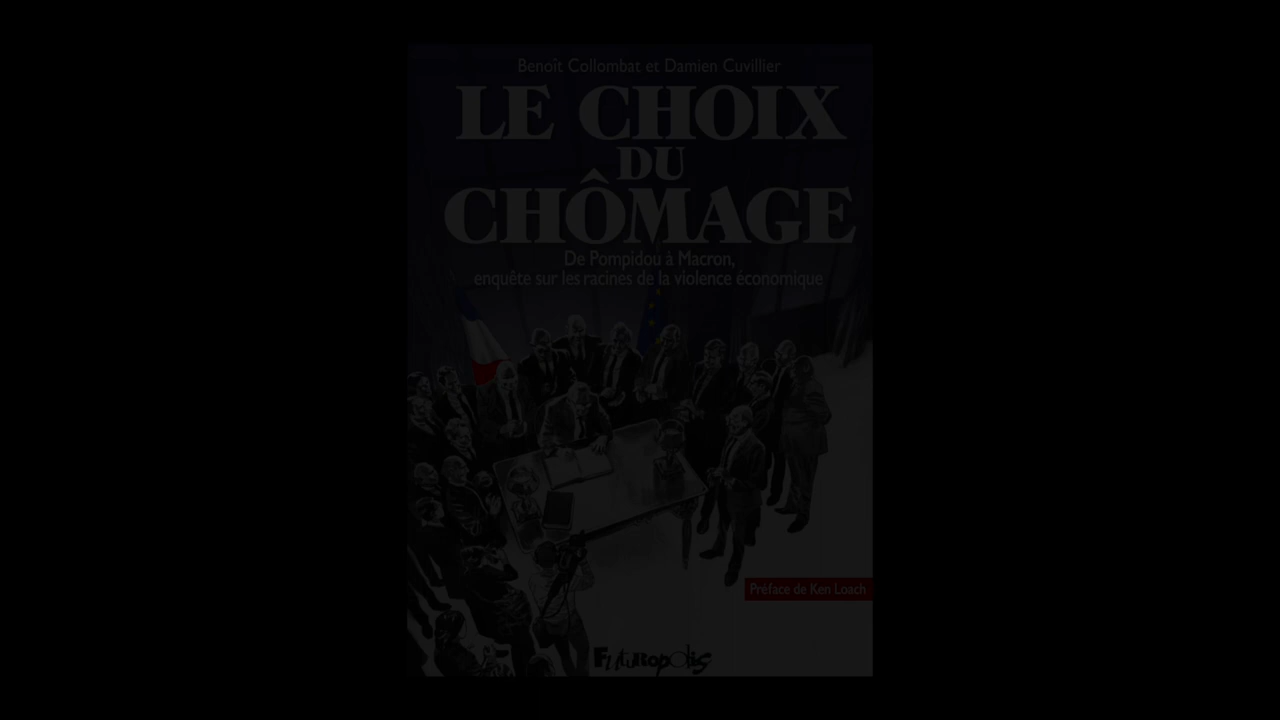 Benoît Collombat et Damien Cuvillier
LE CHOIX
DU
CHÔMAGE
De Pompidou à Macron,
enquête sur les racines de la violence économique
Préface de Ken Loach
Futuropolis